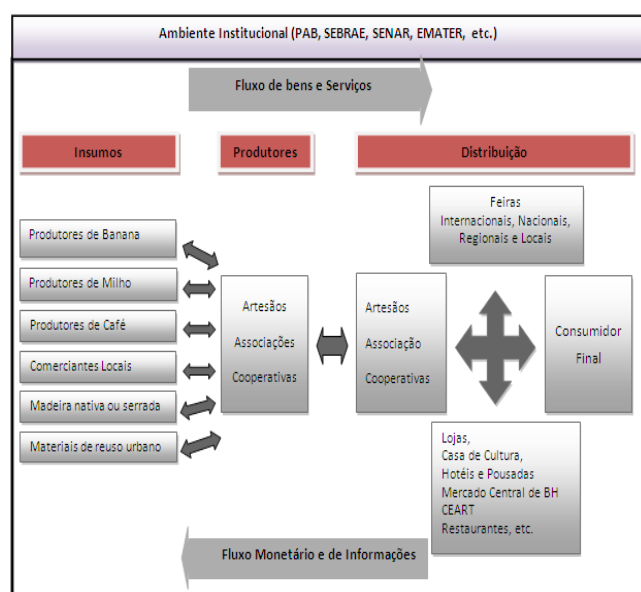 Ambiente Institucional (PAB, SEBRAE, SENAR, EMATER, etc.)
Fluxo de bens e Serviços
Insumos
Produtores
Distribuição
Feiras
Internacionais, Nacionais,
Regionais e Locais
Produtores de Banana
Produtores de Milho
Produtores de Café
Comerciantes Locais
Madeira nativa ou serrada
Materiais de reuso urbano
Artesãos
Associações
Cooperativas
Artesãos
Associação
Cooperativas
Consumidor
Final
Lojas,
Casa de Cultura,
Hotéis e Pousadas
Mercado Central de BH
CEART
Restaurantes, etc.
Fluxo Monetário e de Informações